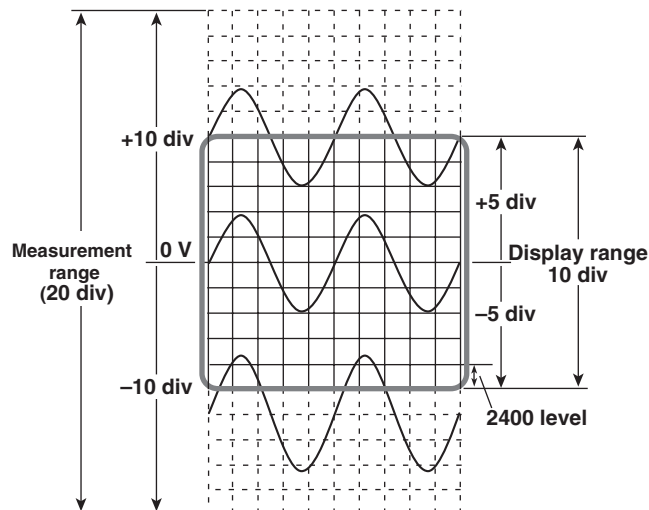 +10 div
+5 div
Measurement
range
(20 div)
0 V
Display range
10 div
–5 div
–10 div
2400 level